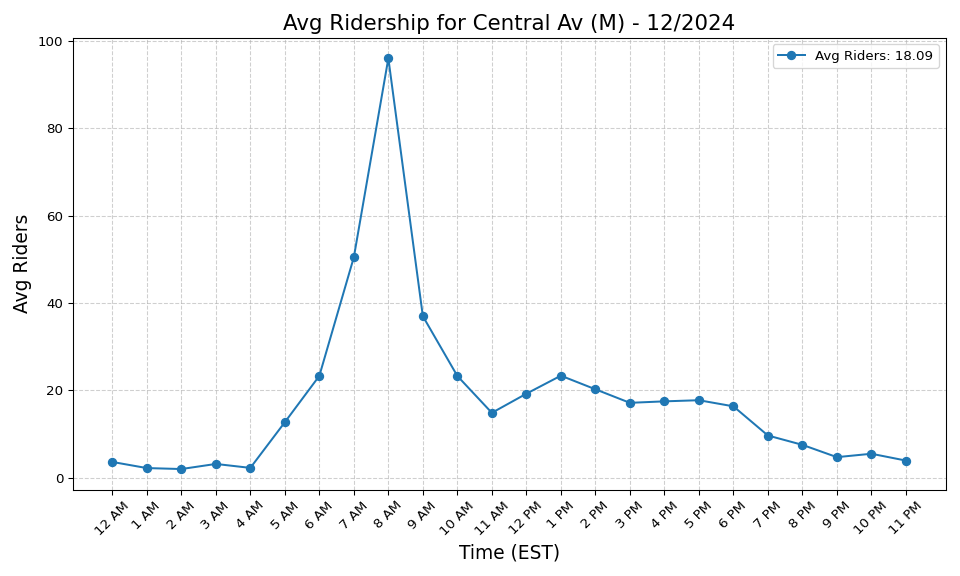 Avg Ridership for Central Av (M) - 12/2024
Avg Riders: 18.09
Avg Riders
100
80
60
40
20
0
12 AM
1 AM
2 AM
3 AM
4 AM
5 AM
6 AM
7 AM
8 AM
9 AM
10 AM
11 AM
12 PM
1 PM
2 PM
3 PM
4 PM
5 PM
6 PM
7 PM
8 PM
9 PM
10 PM
11 PM
Time (EST)